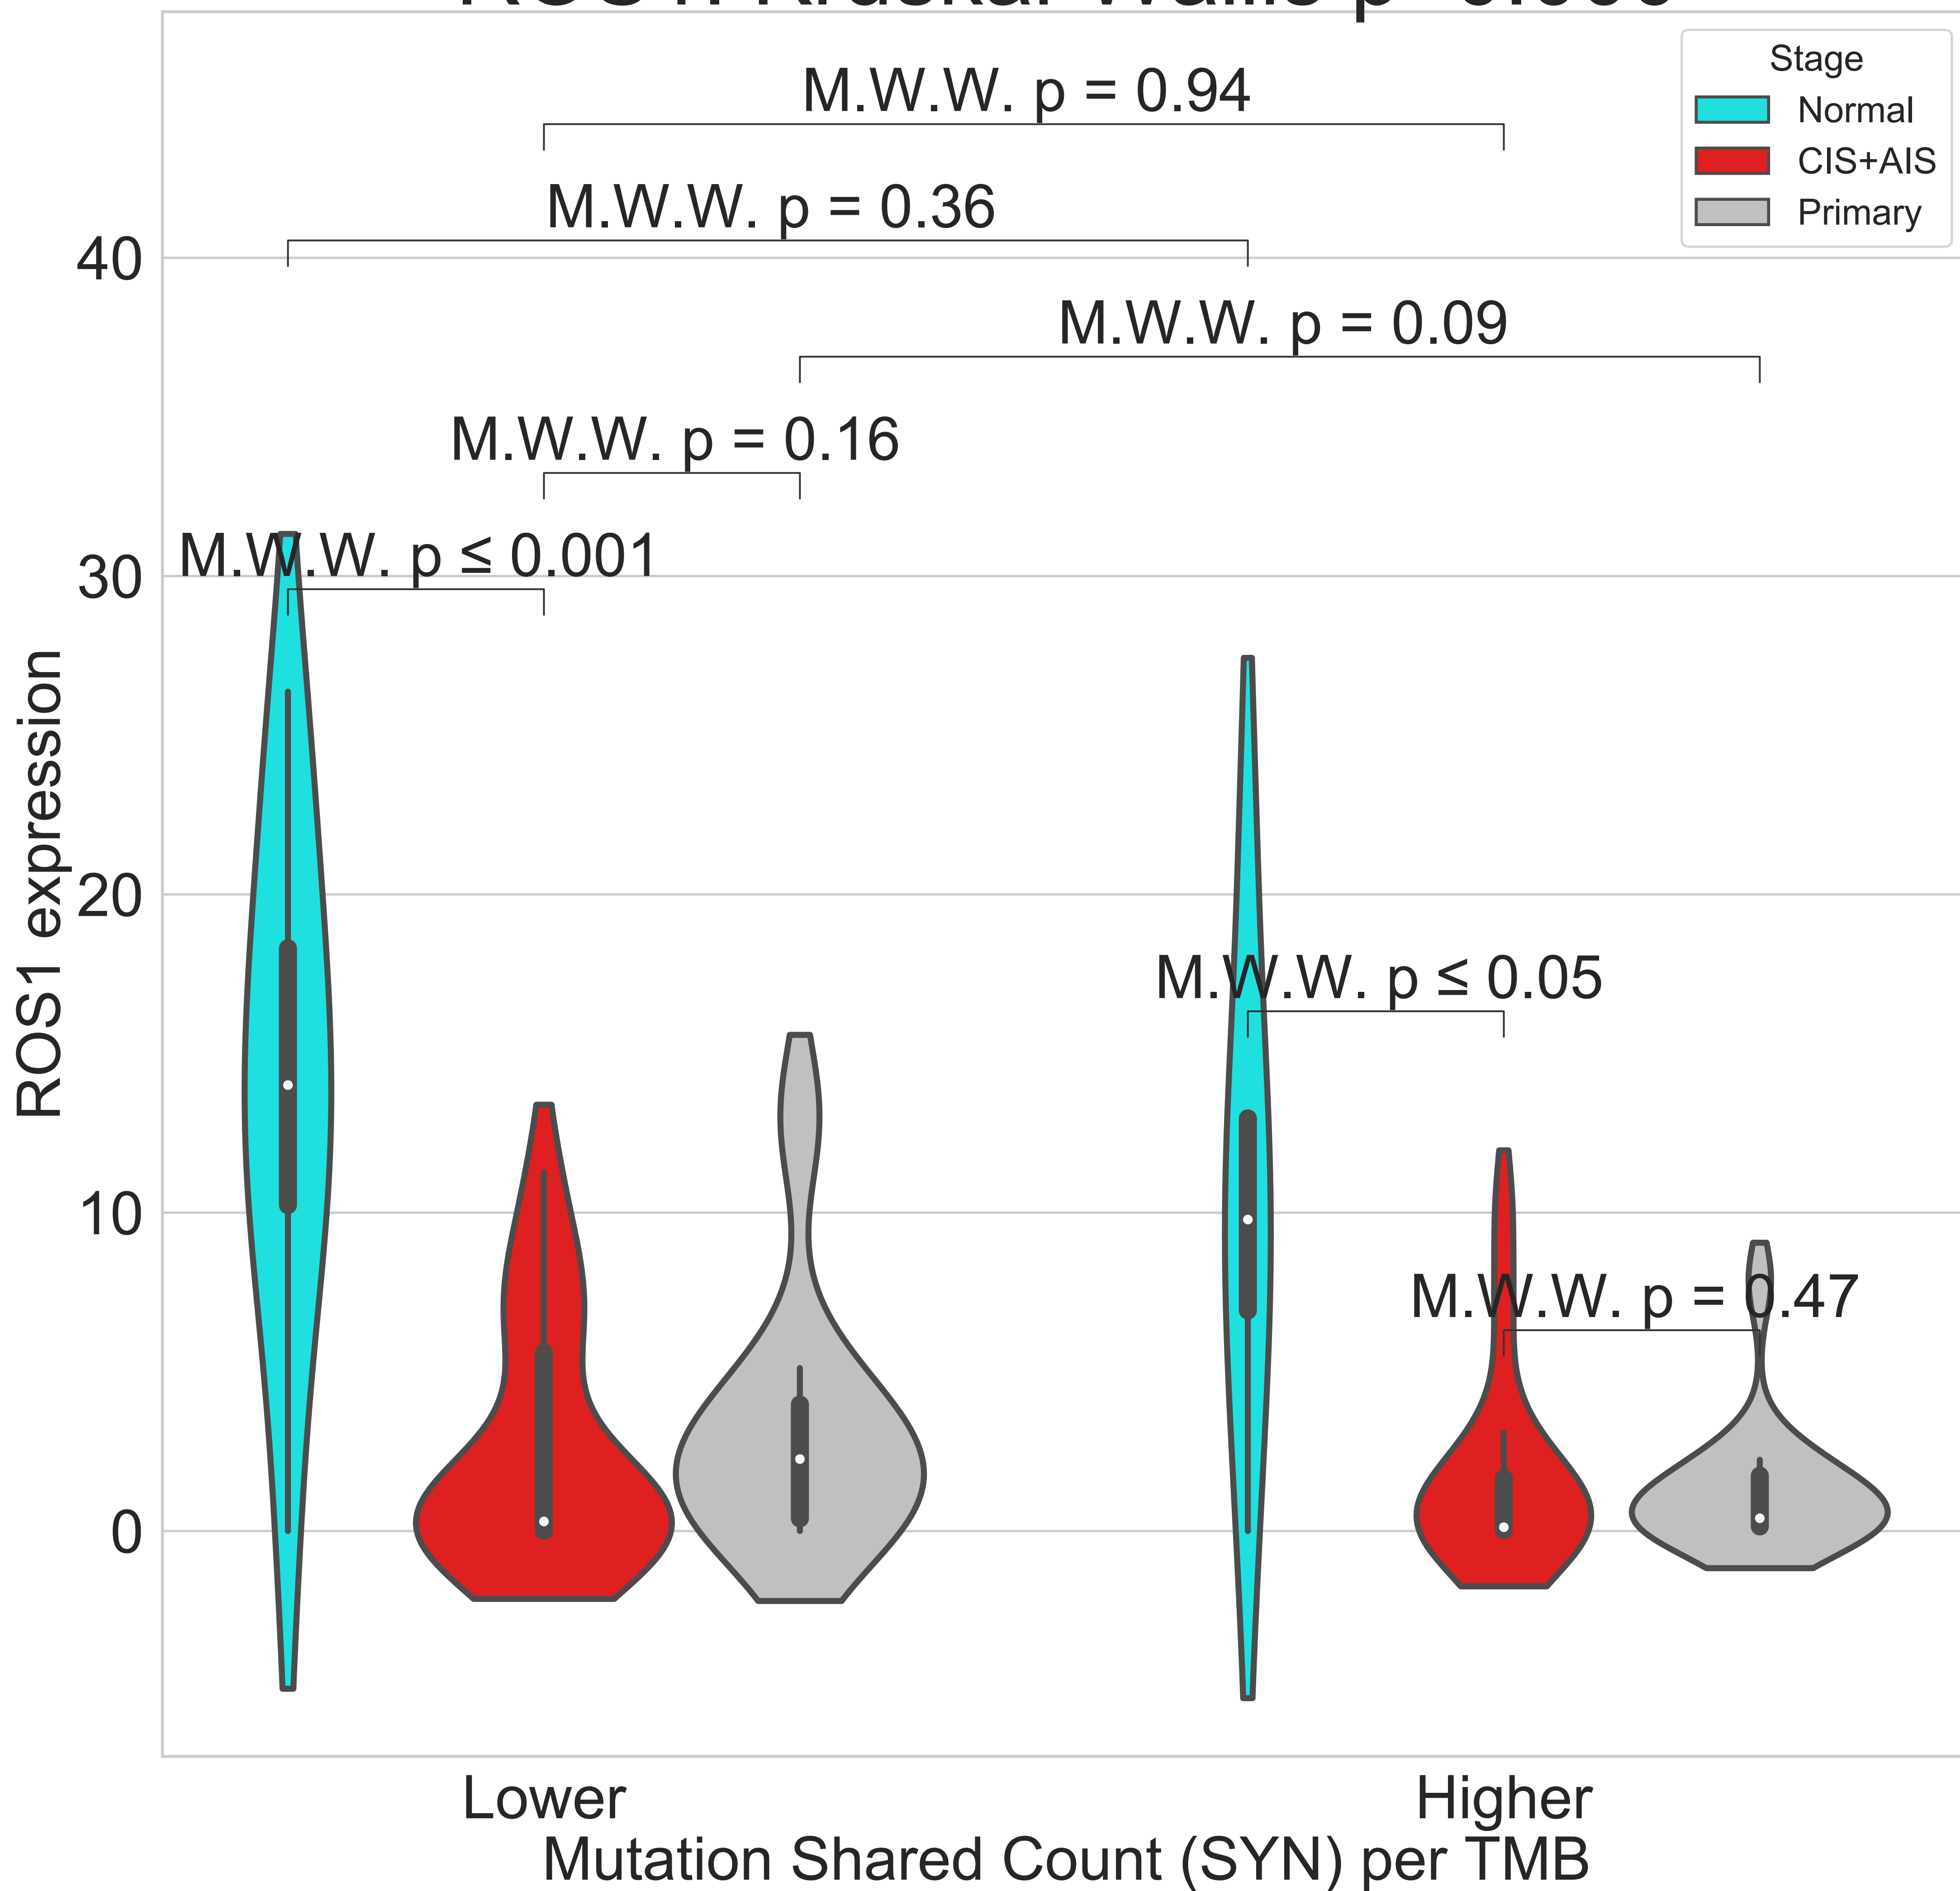 Stage
Normal
CIS+AIS
Primary
M.W.W. p = 0.94
M.W.W. p = 0.36
M.W.W. p = 0.09
M.W.W. p = 0.16
M.W.W. p ≤ 0.001
M.W.W. p ≤ 0.05
M.W.W. p = 0.47
40
30
20
10
0
ROS1 expression
Lower
Higher
Mutation Shared Count (SYN) per TMB